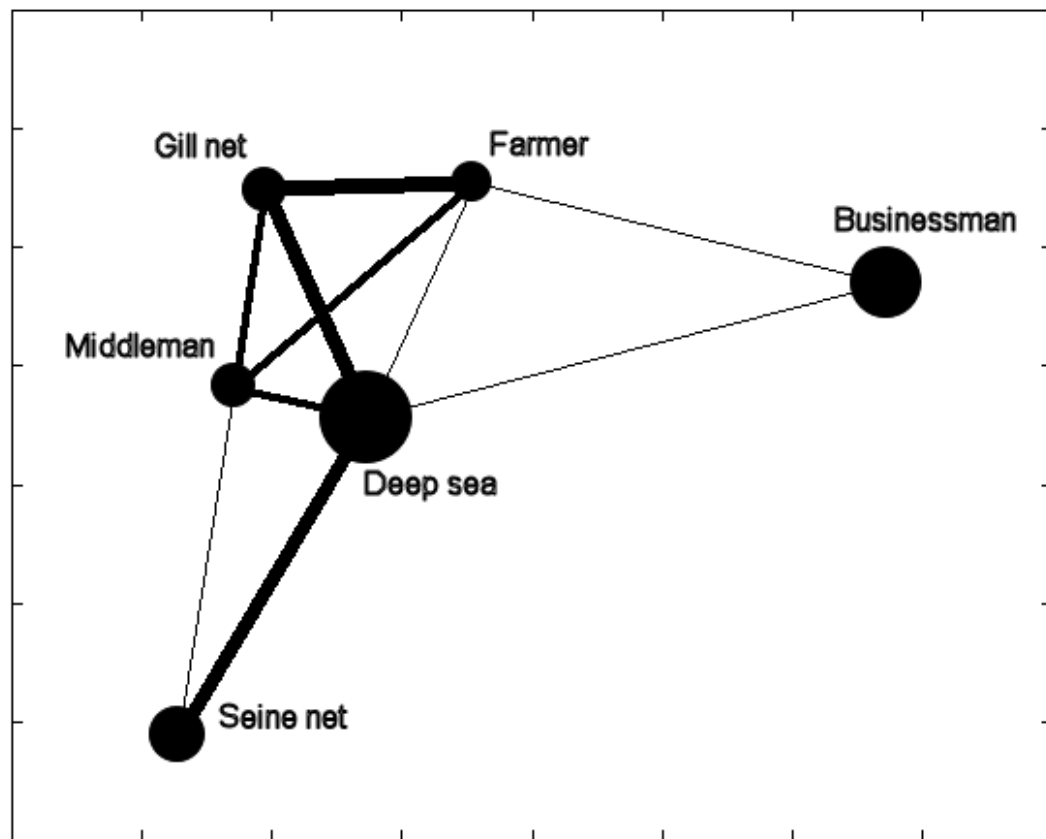 Farmer
Gill net
Businessman
Middleman
Deep sea
Seine net